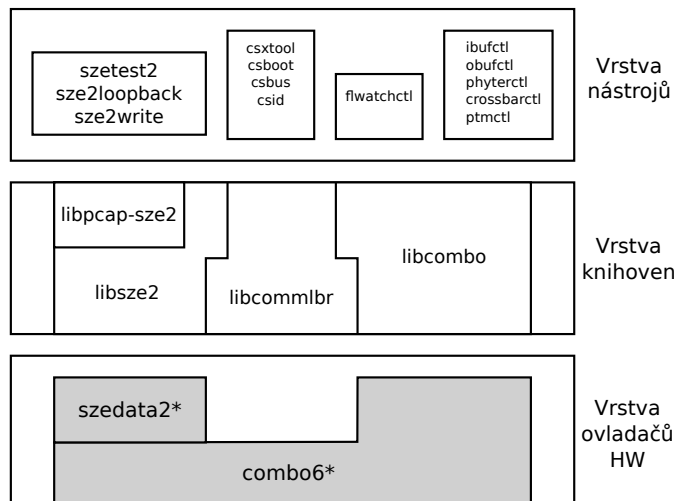 szetest2
sze2loopback
sze2write
csxtool
csboot
csbus
csid
flwatchctl
ibufctl
obufctl
phyterctl
crossbarctl
ptmctl
Vrstva
nástrojů
libpcap-sze2
libsze2
libcommlbr
libcombo
Vrstva
knihoven
szedata2*
combo6*
Vrstva
ovladačů
HW